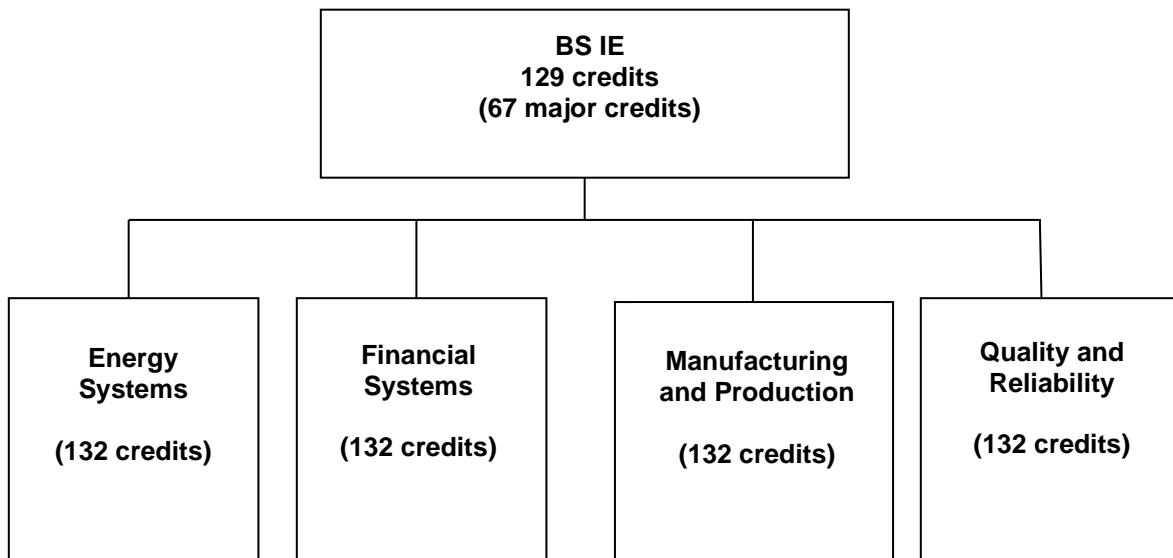 BS IE
129 credits
(67 major credits)
Energy
Systems
(132 credits)
Financial
Systems
(132 credits)
Manufacturing
and Production
(132 credits)
Quality and
Reliability
(132 credits)